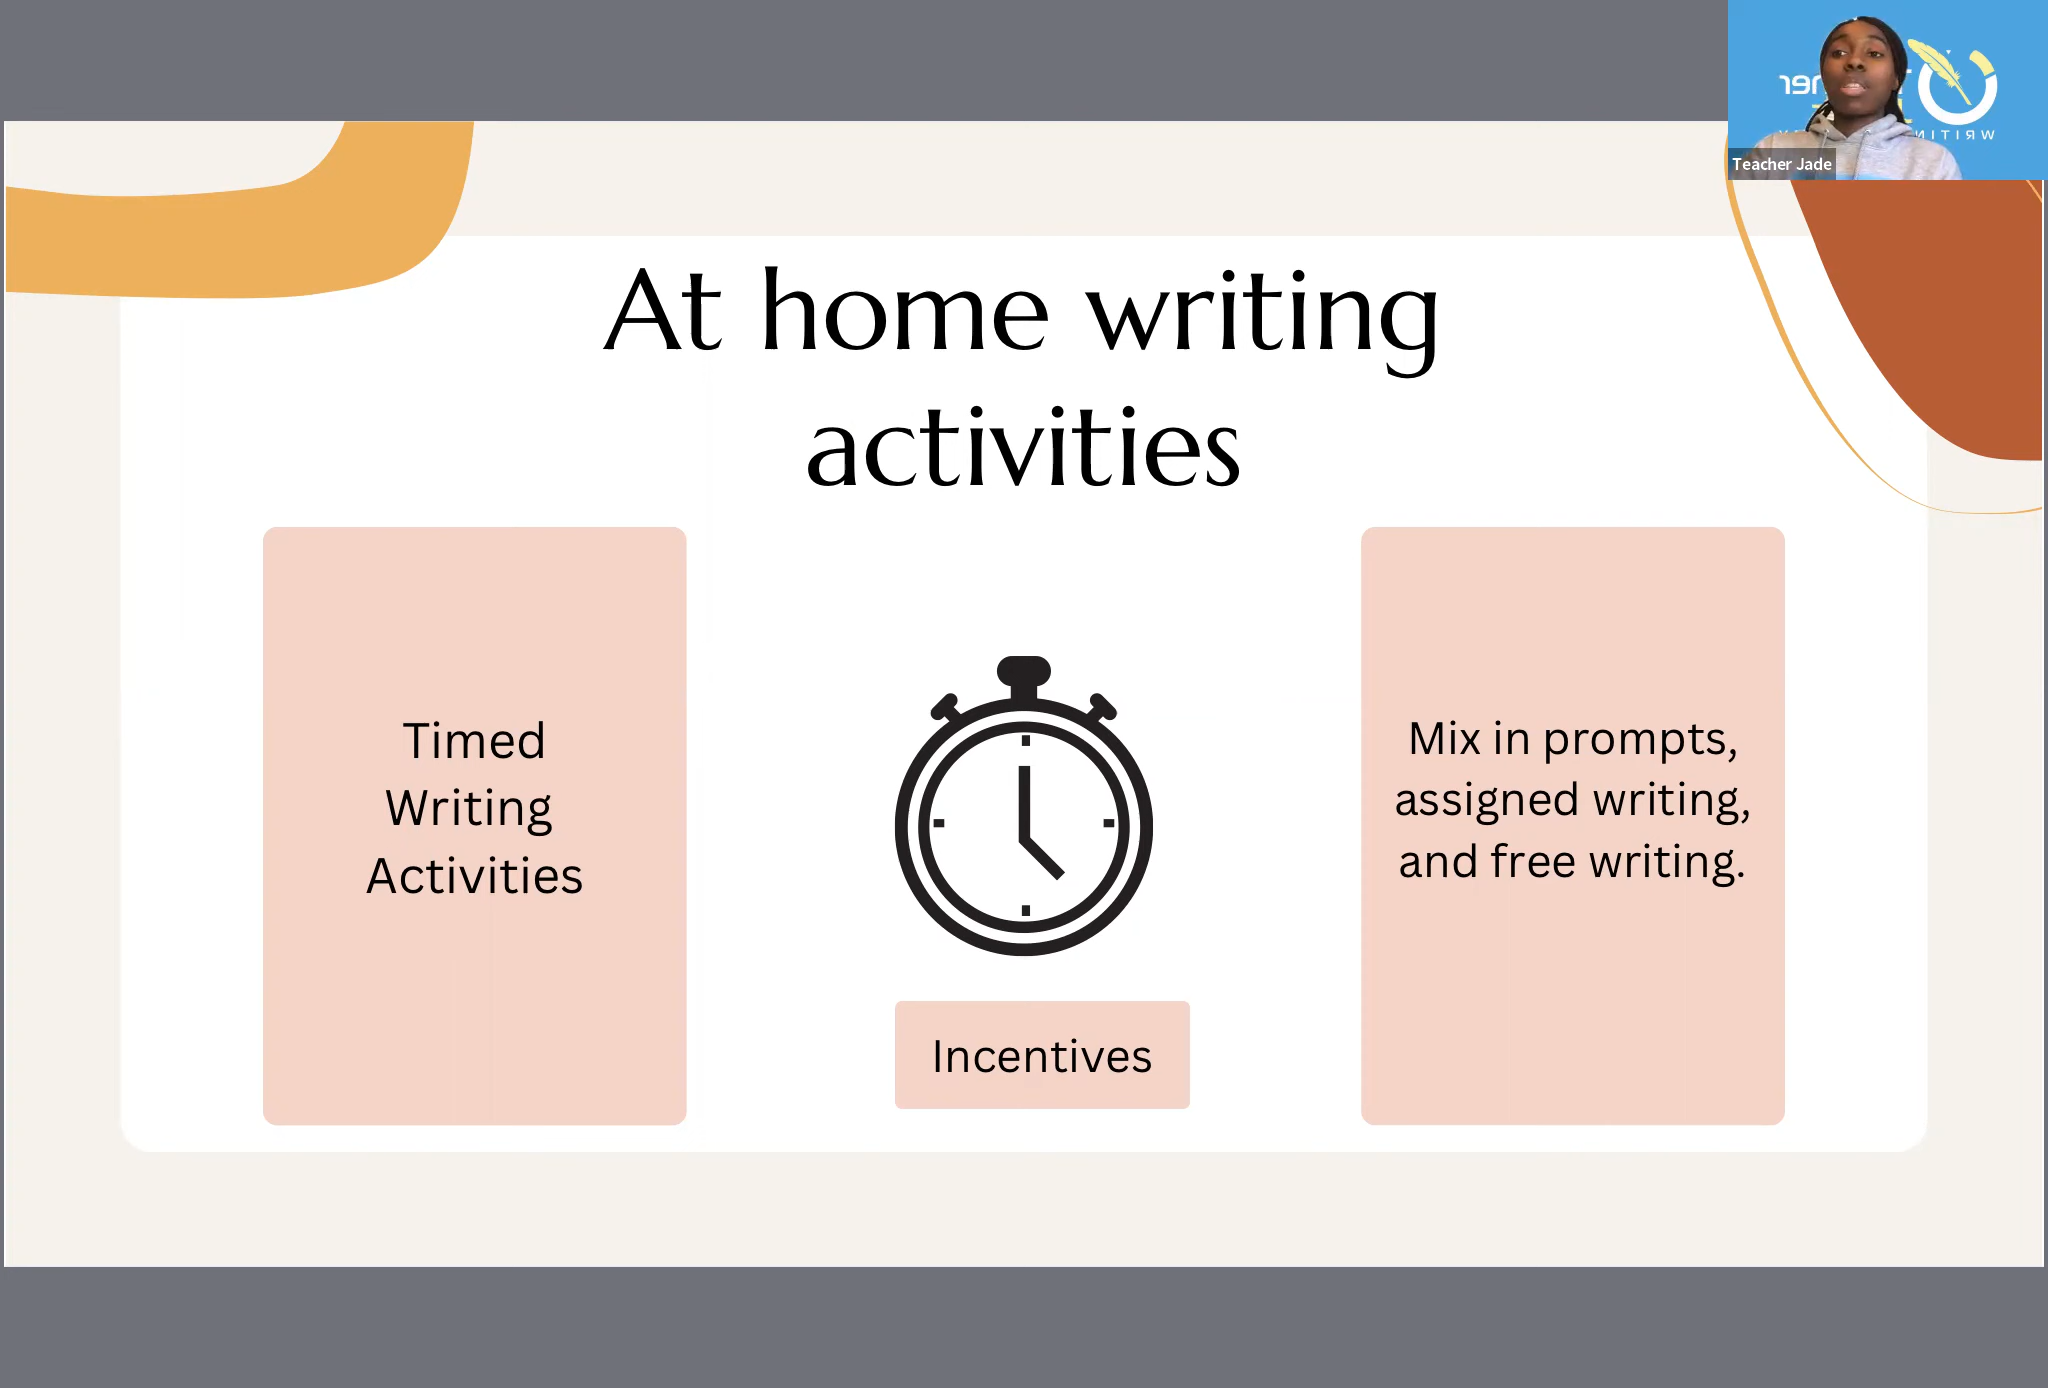 Teacher Jade
At home writing
activities
Timed
Writing
Activities
Incentives
Mix in prompts,
assigned writing,
and free writing.